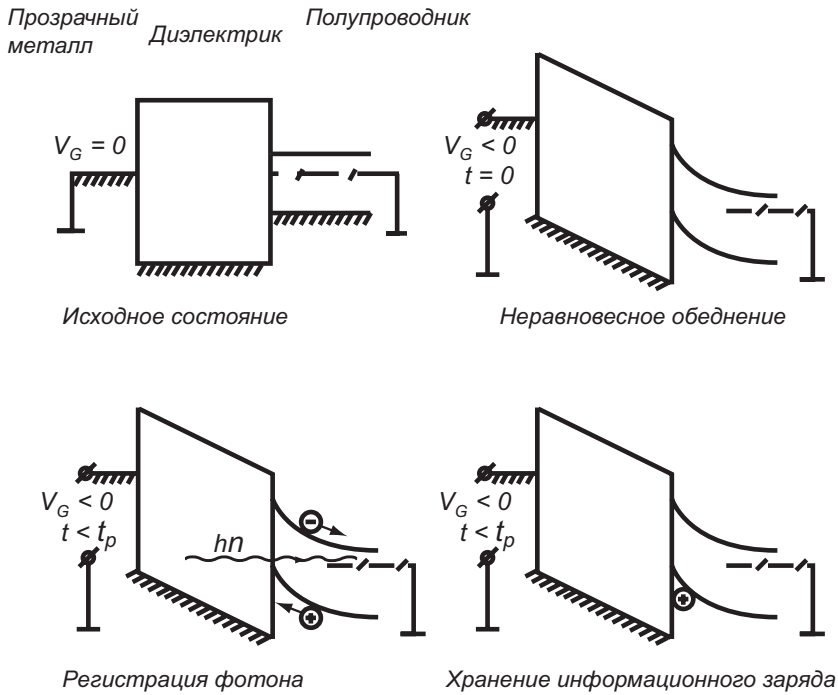 Прозрачный металл
Диэлектрик
Полупроводник
V_G = 0
V_G < 0
t = 0
Исходное состояние
Неравновесное обеднение
V_G < 0
t < t_p
hn
−
+
V_G < 0
t < t_p
+
Регистрация фотона
Хранение информационного заряда